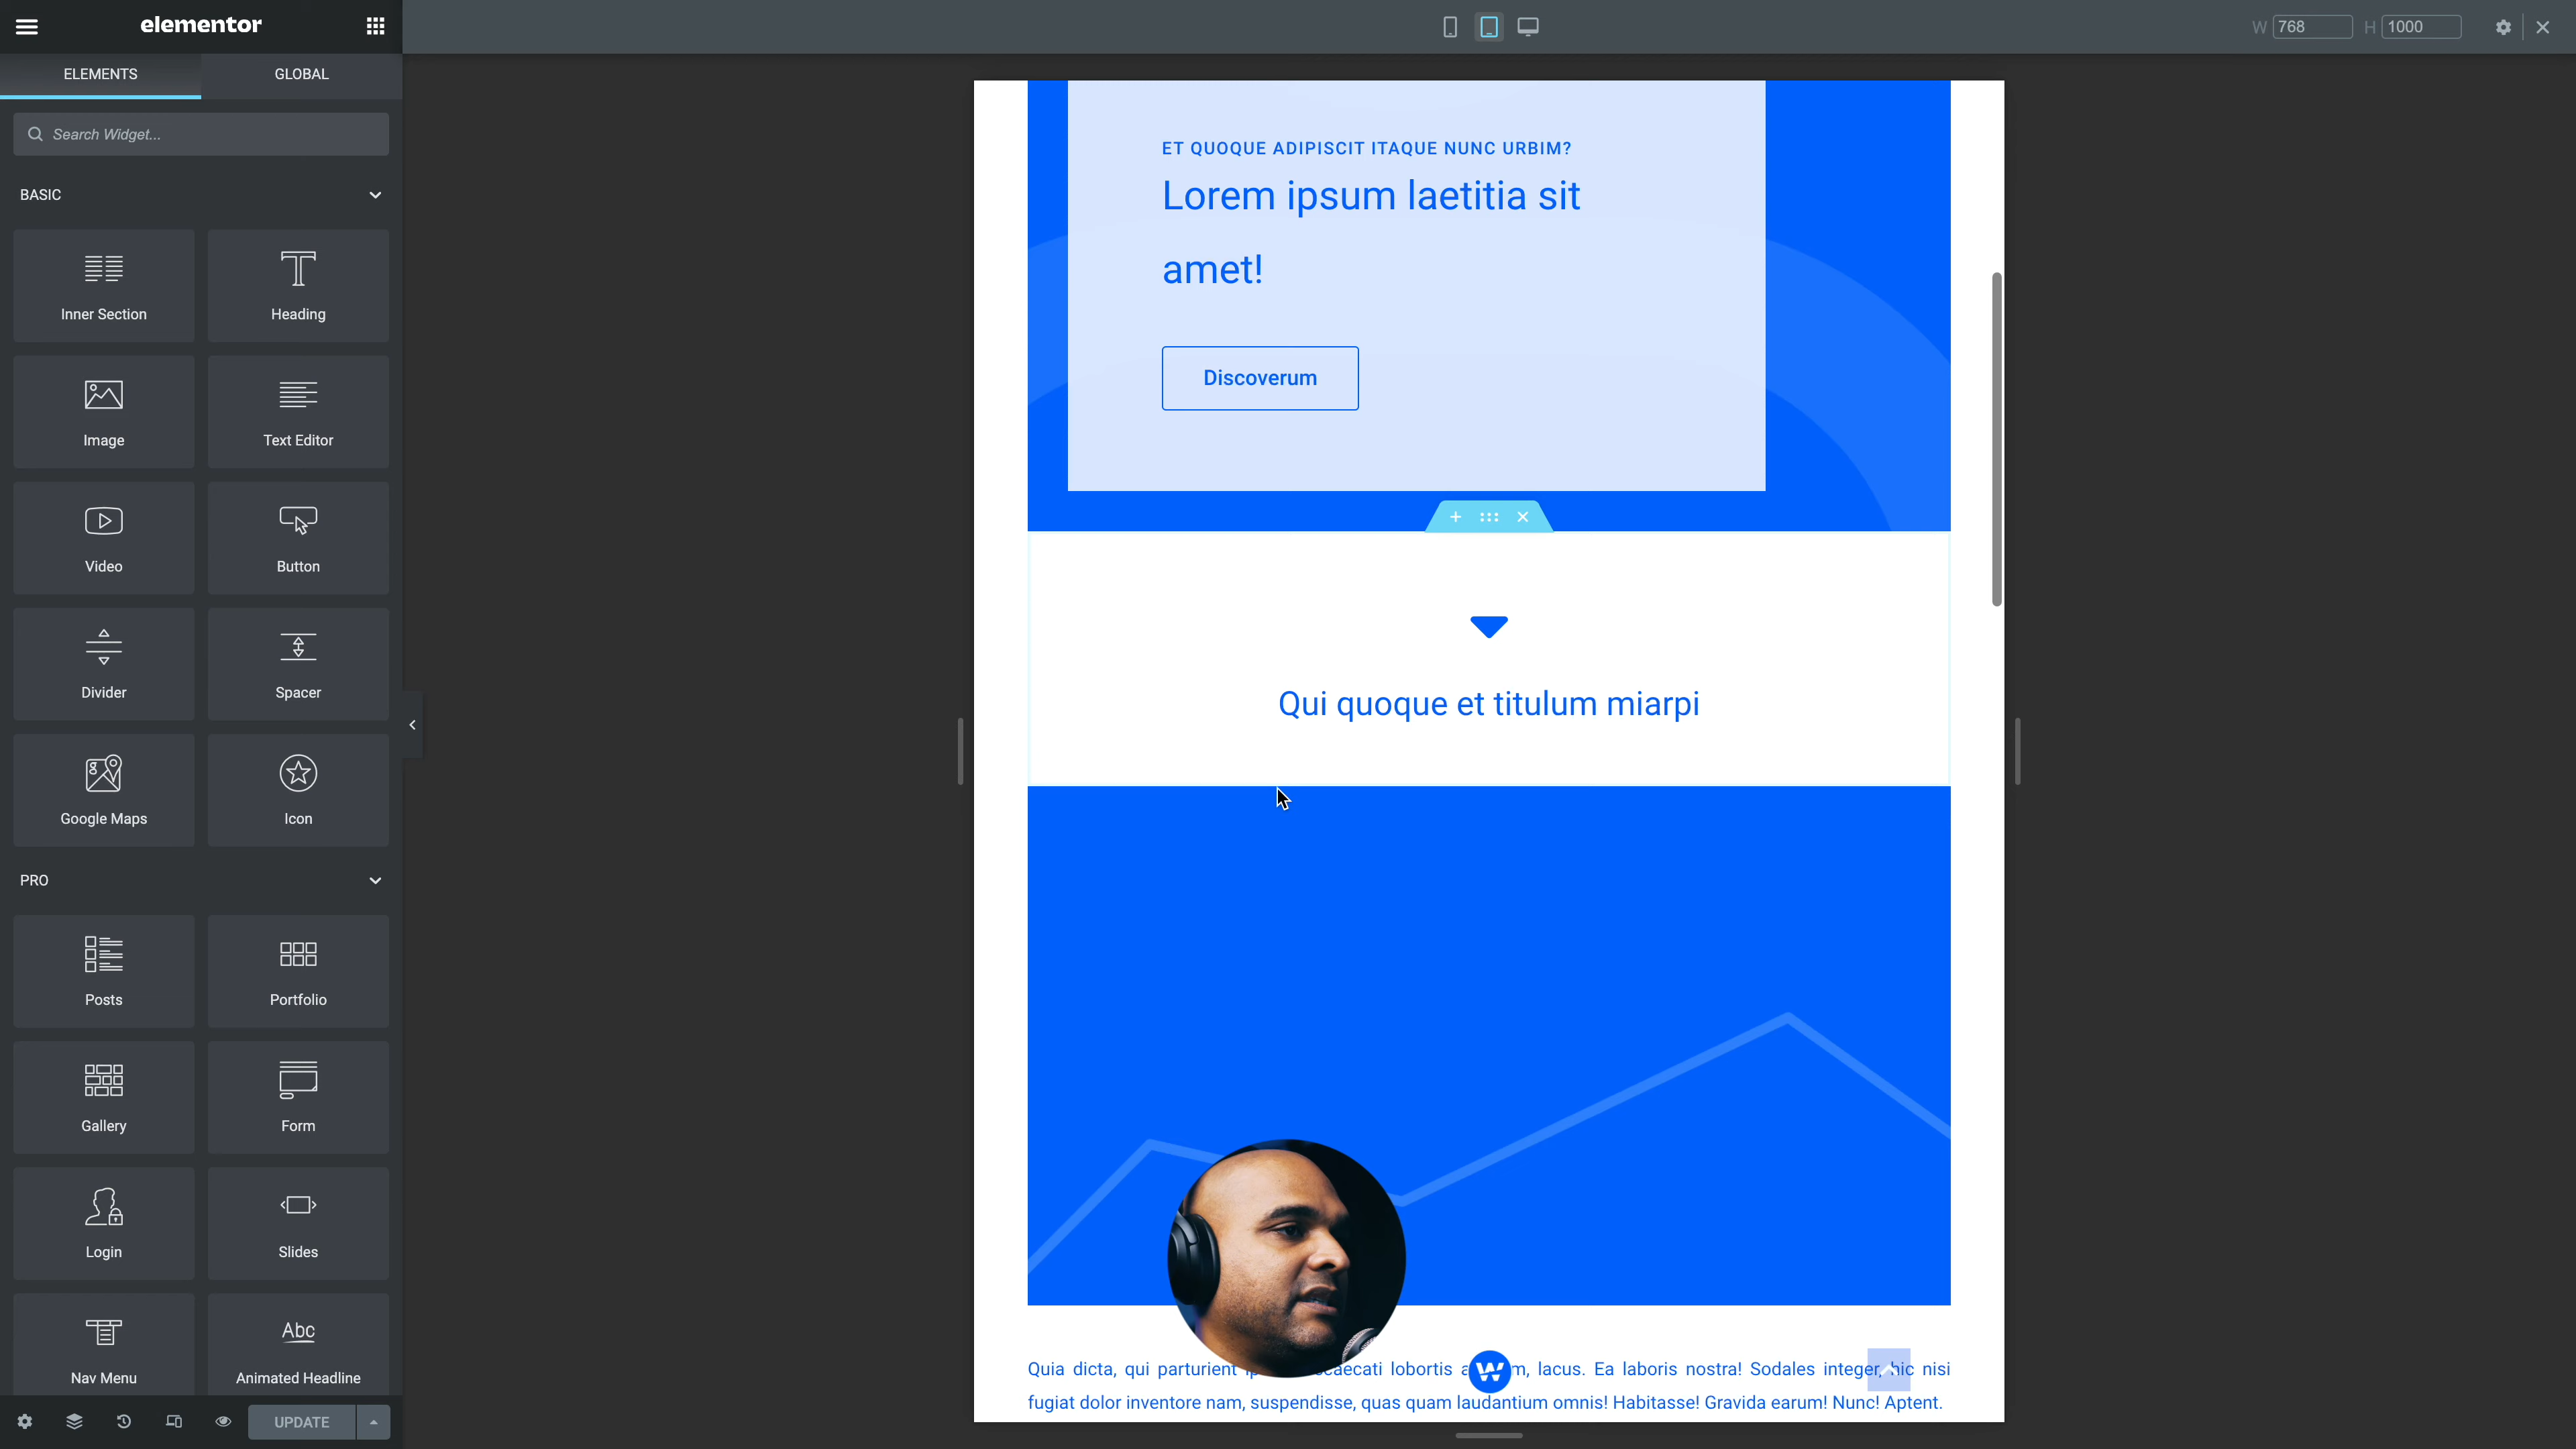 elementor
W 768 H 1000
ELEMENTS GLOBAL
Search Widget...
BASIC
Inner Section Heading
Image Text Editor
Video Button
Divider Spacer
Google Maps Icon
PRO
Posts Portfolio
Gallery Form
Login Slides
Abc
Nav Menu Animated Headline
UPDATE
ET QUOQUE ADIPISCIT ITAQUE NUNC URBIM?
Lorem ipsum laetitia sit
amet!
Discoverum
Qui quoque et titulum miarpi
Quia dicta, qui parturient lobortis lacus. Ea laboris nostra! Sodales integer, hic nisi
fugiat dolor inventore nam, suspendisse, quas quam laudantium omnis! Habitasse! Gravida earum! Nunc! Aptent.